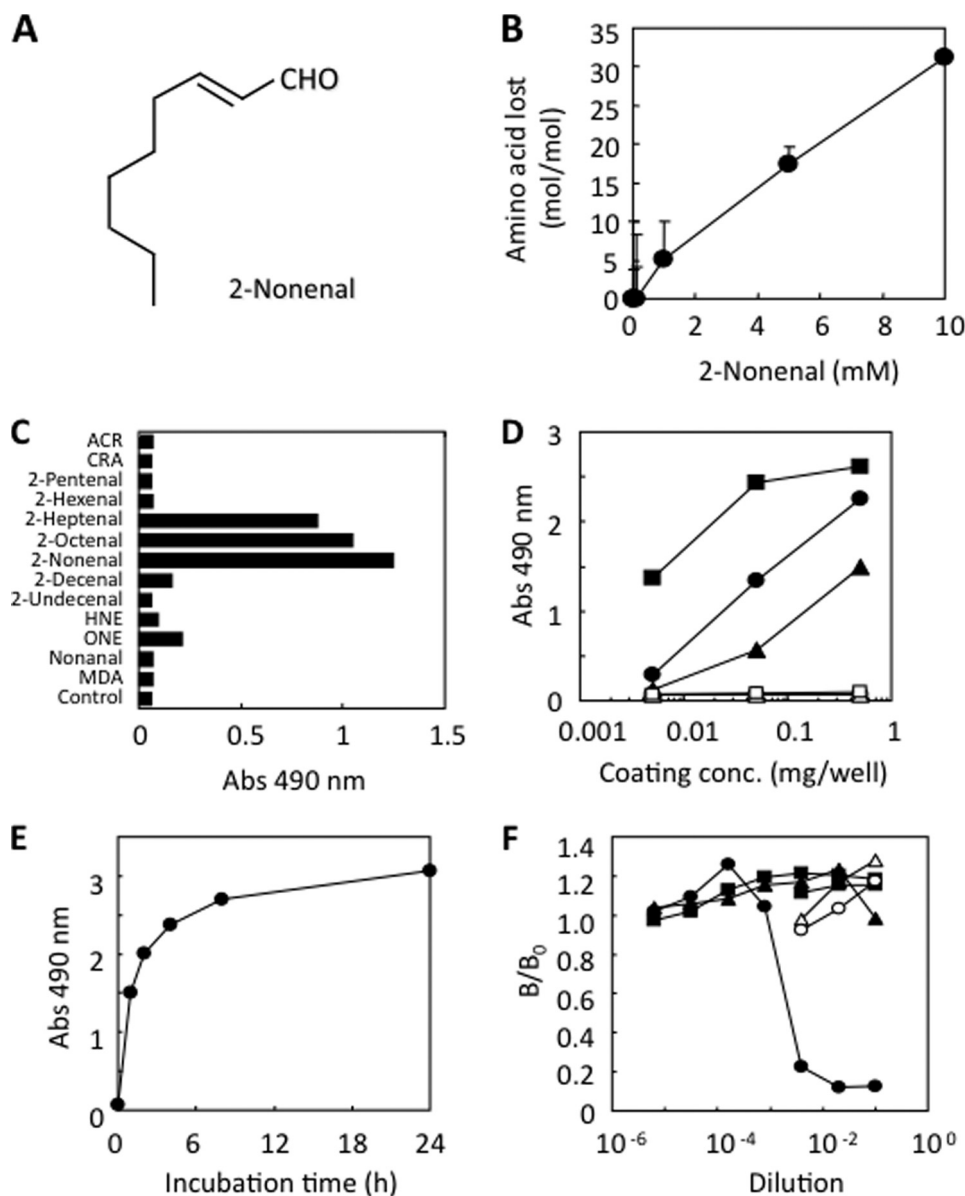 A
CHO
2-Nonenal
B
Amino acid lost
(mol/mol)
35
30
25
20
15
10
5
0
0 2 4 6 8 10
2-Nonenal (mM)
C
ACR
CRA
2-Pentenal
2-Hexenal
2-Heptenal
2-Octenal
2-Nonenal
2-Decenal
2-Undecenal
HNE
ONE
Nonanal
MDA
Control
0 0.5 1 1.5
Abs 490 nm
D
Abs 490 nm
3
2
1
0
0.001 0.01 0.1 1
Coating conc. (mg/well)
E
Abs 490 nm
3
2
1
0
0 6 12 18 24
Incubation time (h)
F
B/B₀
1.4
1.2
1.0
0.8
0.6
0.4
0.2
0
10⁻⁶ 10⁻⁴ 10⁻² 10⁰
Dilution